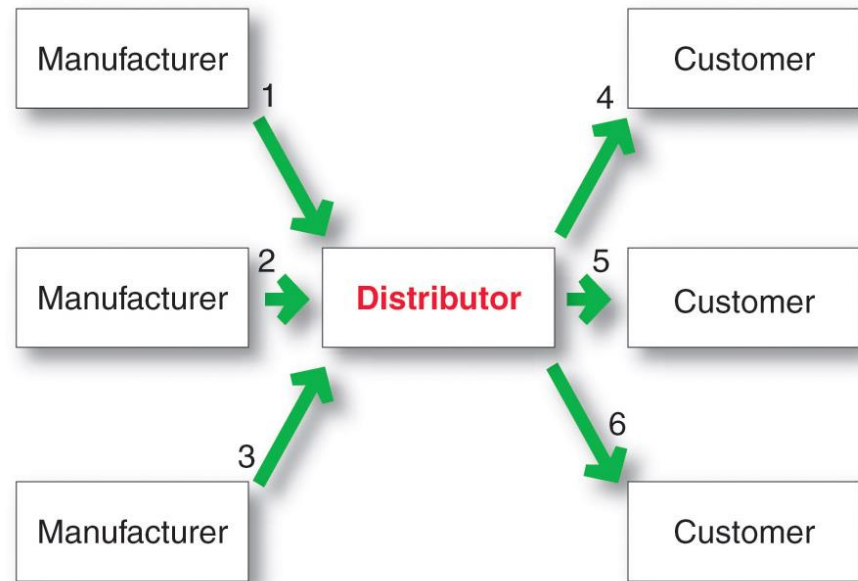 Manufacturer
1
4
Customer
Manufacturer
2
Distributor
5
Customer
3
6
Manufacturer
Customer